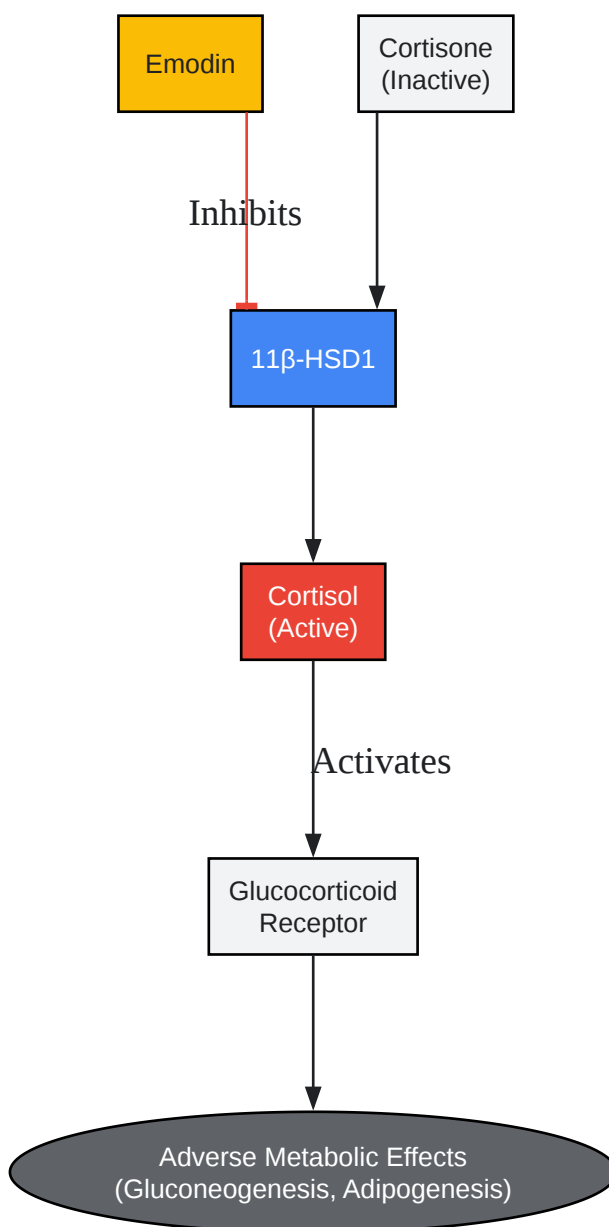 Emodin
Cortisone
(Inactive)
Inhibits
11β-HSD1
Cortisol
(Active)
Activates
Glucocorticoid
Receptor
Adverse Metabolic Effects
(Gluconeogenesis, Adipogenesis)